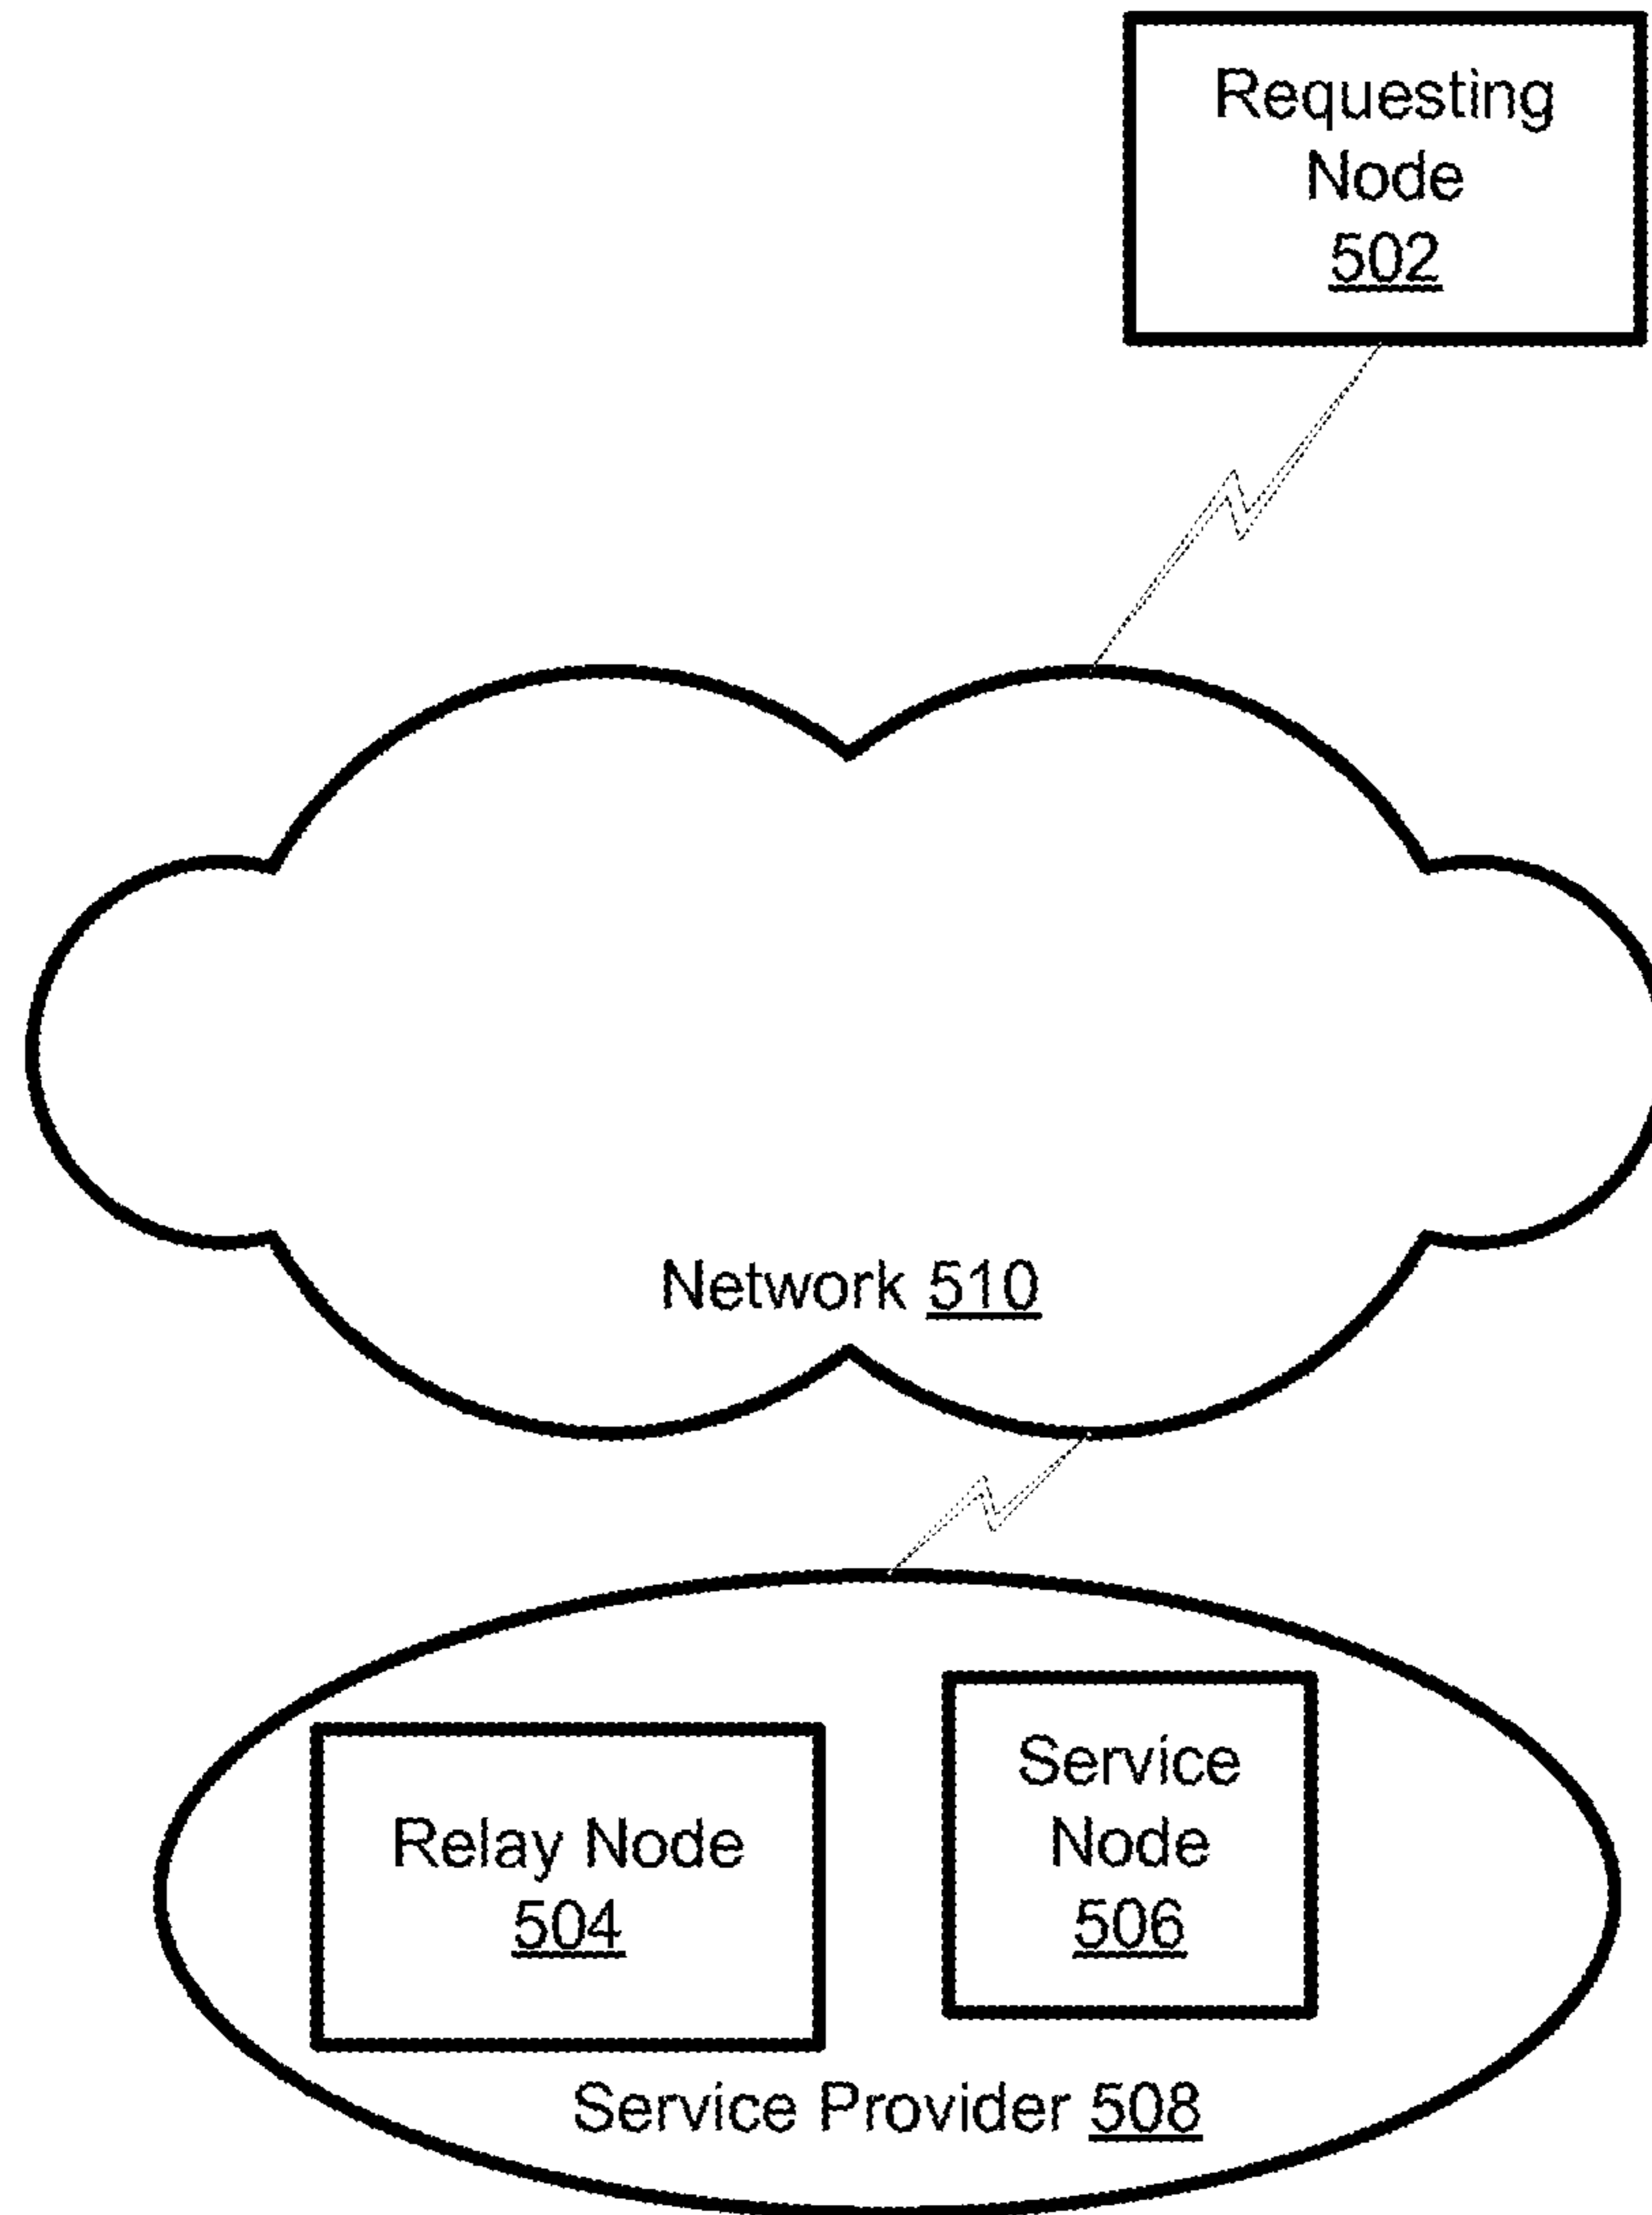 Requesting
Node
502
Network 510
Relay Node
504
Service
Node
506
Service Provider 508